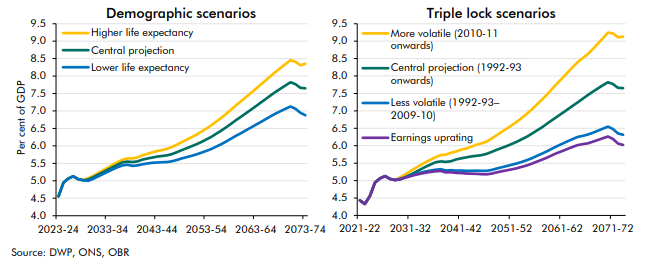 Demographic scenarios
Per cent of GDP
9.5
9.0
8.5
8.0
7.5
7.0
6.5
6.0
5.5
5.0
4.5
4.0
Higher life expectancy
Central projection
Lower life expectancy
2023-24 2033-34 2043-44 2053-54 2063-64 2073-74
Triple lock scenarios
9.5
9.0
8.5
8.0
7.5
7.0
6.5
6.0
5.5
5.0
4.5
4.0
More volatile (2010-11
onwards)
Central projection (1992-93
onwards)
Less volatile (1992-93–
2009-10)
Earnings uprating
2021-22 2031-32 2041-42 2051-52 2061-62 2071-72
Source: DWP, ONS, OBR